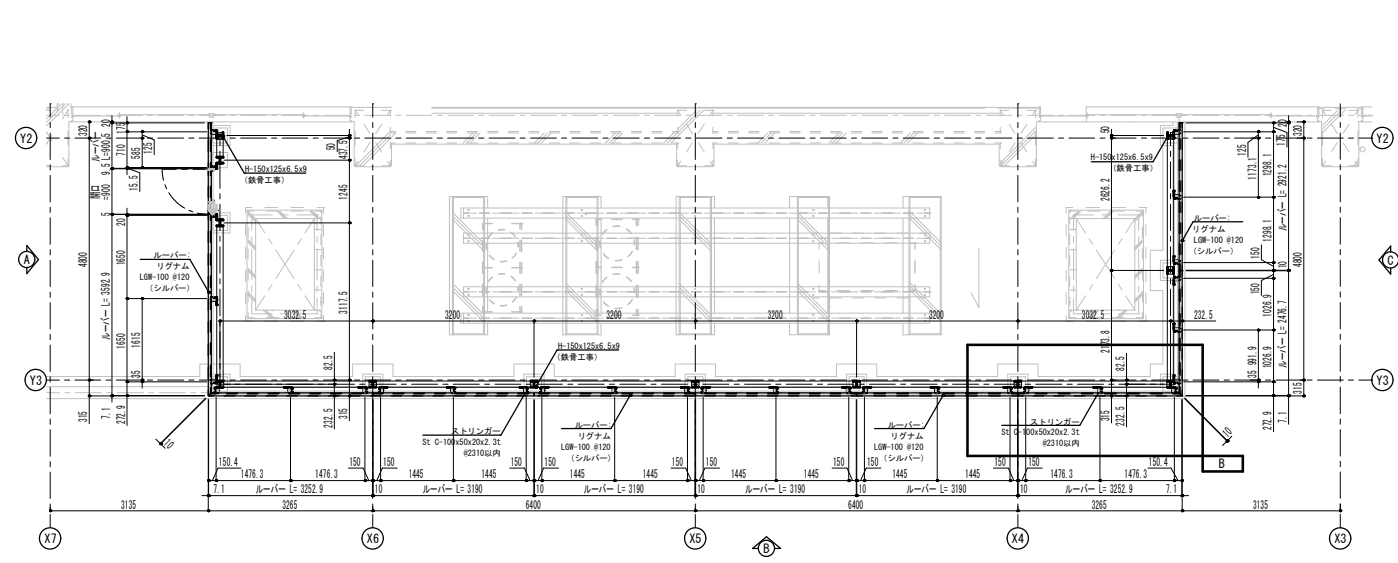 Y2
Y2
320
ルーバー L=900.5
20
175
710
585
125
9.5
開口=900
15.5
5
20
50
437.5
1245
H-150x125x6.5x9
(鉄骨工事)
50
H-150x125x6.5x9
(鉄骨工事)
2626.2
125
1173.1
1298.1
175
20
320
ルーバー L= 2921.2
A
4800
ルーバー L= 3592.9
1650
1650
1615
35
ルーバー:
リグナム
LGW-100 @120
(シルバー)
3117.5
ルーバー:
リグナム
LGW-100 @120
(シルバー)
1298.1
150
10
150
4800
C
3032.5
3200
3200
3200
3200
3032.5
232.5
H-150x125x6.5x9
(鉄骨工事)
82.5
82.5
991.9
35
1026.9
1026.9
ルーバー L= 2476.7
Y3
Y3
315
7.1
272.9
10
232.5
315
ストリンガー
St C-100x50x20x2.3t
@2310以内
ルーバー:
リグナム
LGW-100 @120
(シルバー)
ルーバー:
リグナム
LGW-100 @120
(シルバー)
ストリンガー
St C-100x50x20x2.3t
@2310以内
315
232.5
10
272.9
7.1
315
B
150.4
150
150
150
150
150
150
150
150
150
150.4
1476.3
1476.3
1445
1445
1445
1445
1445
1445
1445
1445
1476.3
1476.3
7.1
ルーバー L= 3252.9
10
ルーバー L= 3190
10
ルーバー L= 3190
10
ルーバー L= 3190
10
ルーバー L= 3190
10
ルーバー L= 3252.9
7.1
3135
3265
6400
6400
3265
3135
X7
X6
X5
B
X4
X3